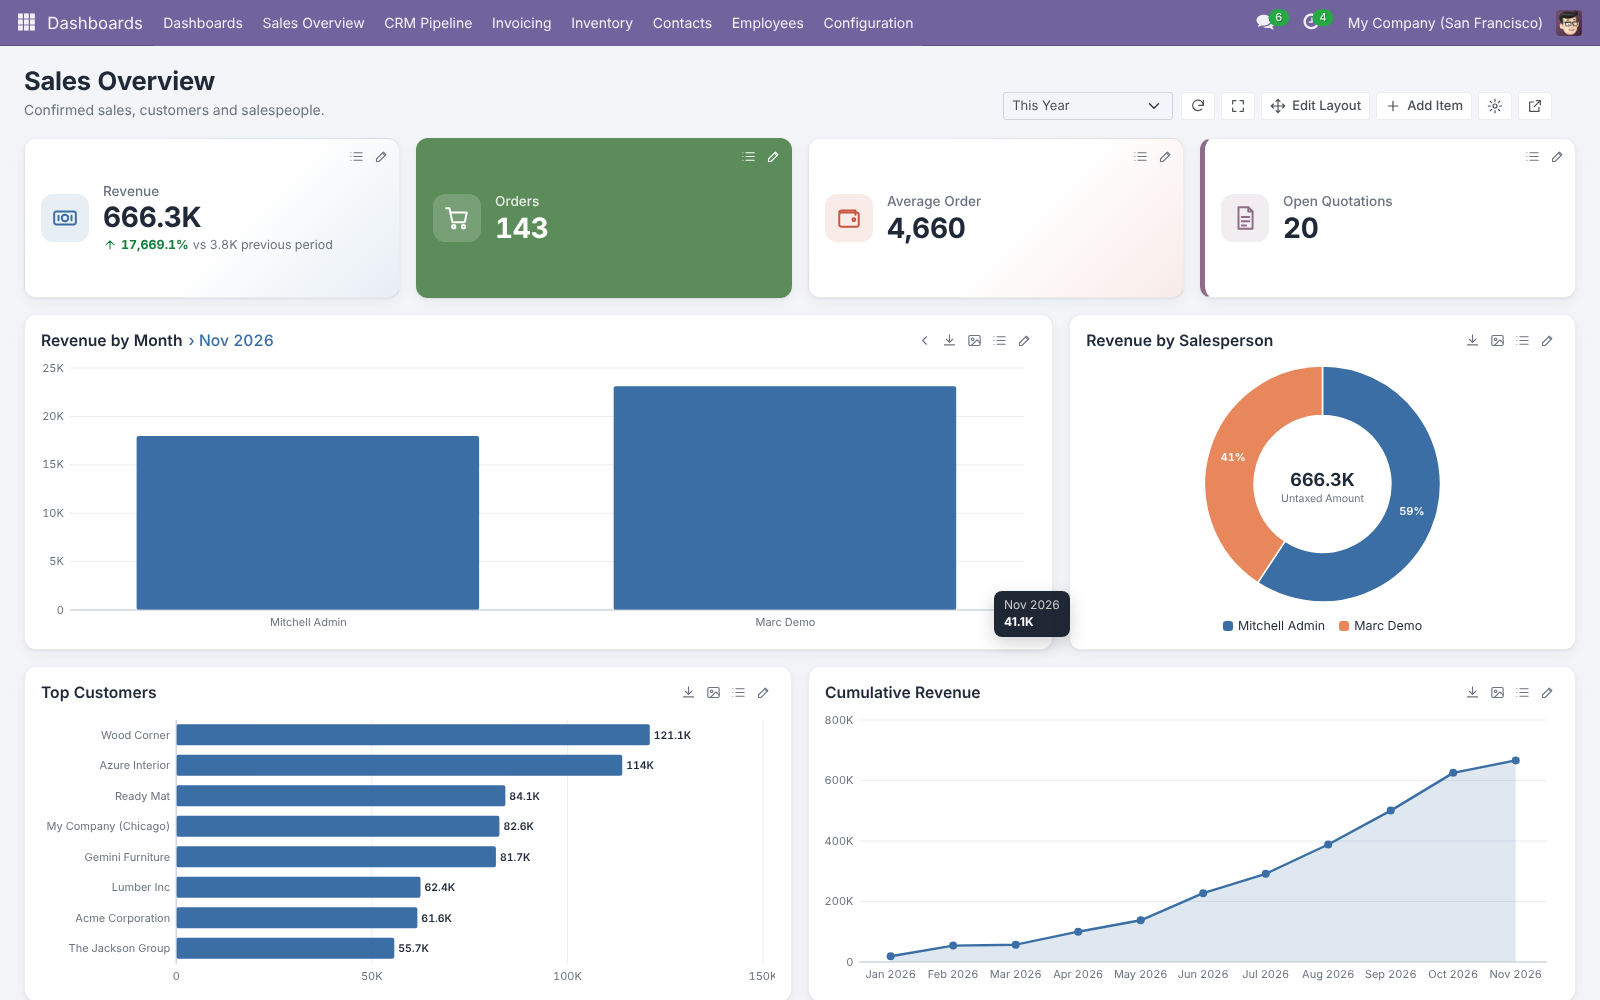 Dashboards Dashboards Sales Overview CRM Pipeline Invoicing Inventory Contacts Employees Configuration 6 4 My Company (San Francisco)
Sales Overview
Confirmed sales, customers and salespeople.
This Year Edit Layout Add Item
Revenue
666.3K
17,669.1% vs 3.8K previous period
Orders
143
Average Order
4,660
Open Quotations
20
Revenue by Month › Nov 2026
25K
20K
15K
10K
5K
0
Mitchell Admin Marc Demo
Nov 2026
41.1K
Revenue by Salesperson
41%
666.3K
Untaxed Amount
59%
Mitchell Admin Marc Demo
Top Customers
Wood Corner 121.1K
Azure Interior 114K
Ready Mat 84.1K
My Company (Chicago) 82.6K
Gemini Furniture 81.7K
Lumber Inc 62.4K
Acme Corporation 61.6K
The Jackson Group 55.7K
0 50K 100K 150K
Cumulative Revenue
800K
600K
400K
200K
0
Jan 2026 Feb 2026 Mar 2026 Apr 2026 May 2026 Jun 2026 Jul 2026 Aug 2026 Sep 2026 Oct 2026 Nov 2026